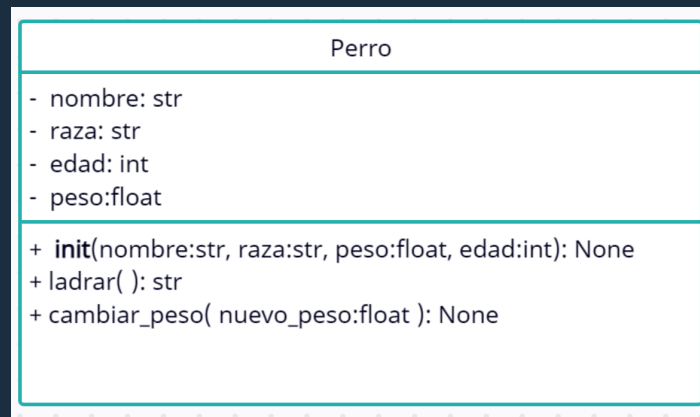 Perro
- nombre: str
- raza: str
- edad: int
- peso:float
+ init(nombre:str, raza:str, peso:float, edad:int): None
+ ladrar( ): str
+ cambiar_peso( nuevo_peso:float ): None